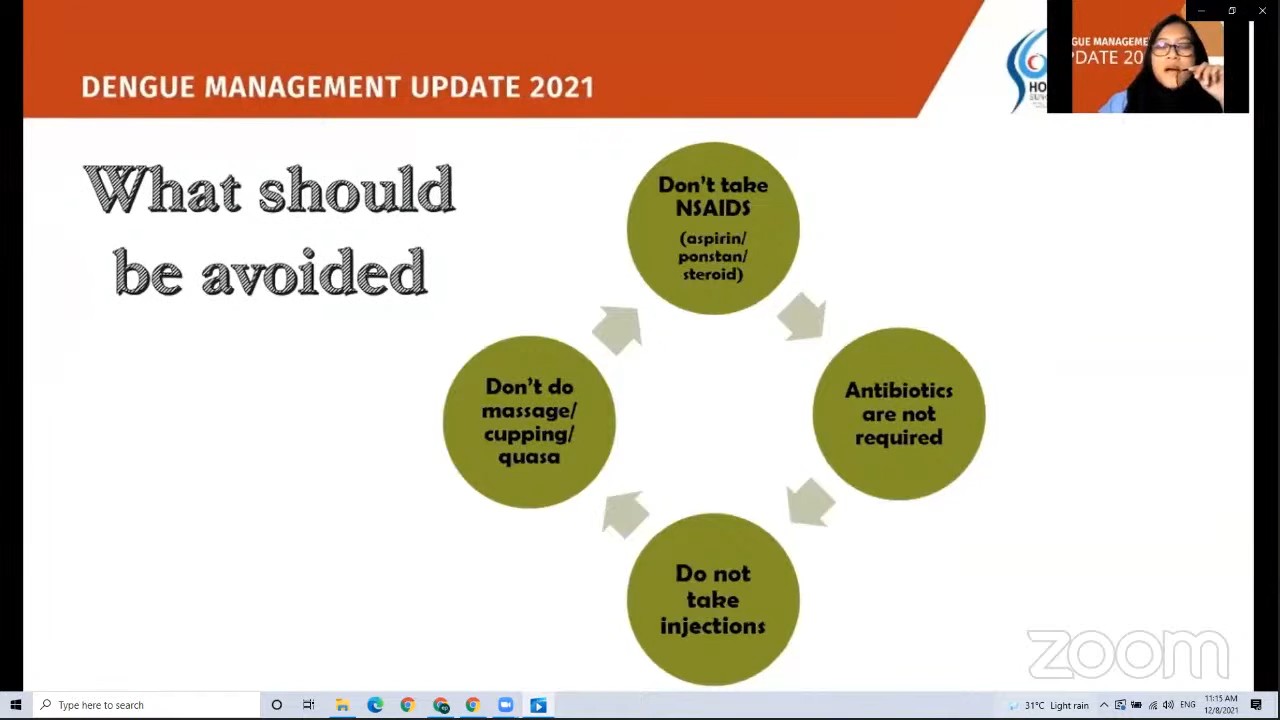 DENGUE MANAGEMENT UPDATE 2021
GUE MANAGEME
PDATE 20
HO
What should
be avoided
Don't take
NSAIDS
(aspirin/
ponstan/
steroid)
Antibiotics
are not
required
Do not
take
injections
Don't do
massage/
cupping/
quasa
zoom
Type here to search
31°C Light rain
ENG
11:15 AM
12/8/2021